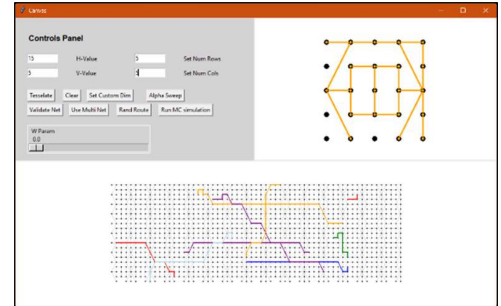 Canvas
Controls Panel
15 H-Value 5 Set Num Rows
5 V-Value 5 Set Num Cols
Tesselate Clear Set Custom Dim Alpha Sweep
Validate Net Use Multi Net Rand Route Run MC simulation
W Param
0.0